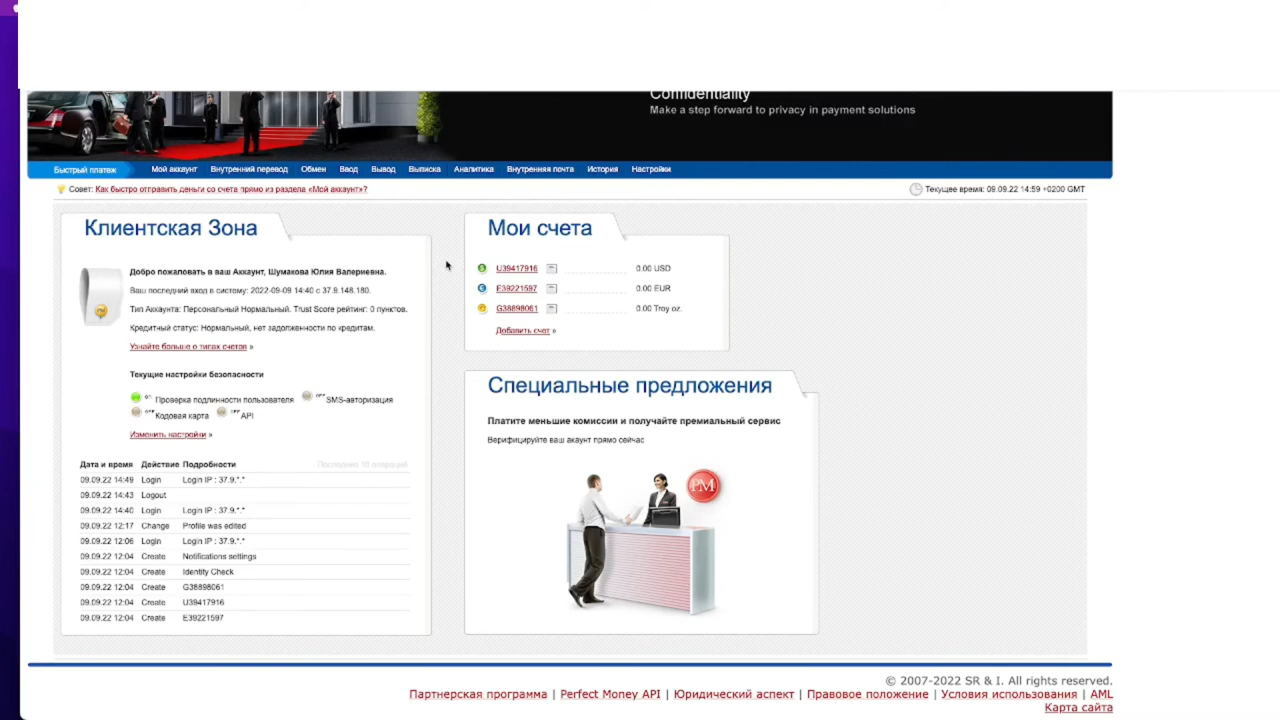 Confidentiality
Make a step forward to privacy in payment solutions
Быстрый платеж Мой аккаунт Внутренний перевод Обмен Ввод Вывод Выписка Аналитика Внутренняя почта История Настройки
Совет: Как быстро отправить деньги со счета прямо из раздела «Мой аккаунт»?
Текущее время: 09.09.22 14:59 +0200 GMT
Клиентская Зона
Добро пожаловать в ваш Аккаунт, Шумакова Юлия Валериевна.
Ваш последний вход в систему: 2022-09-09 14:40 с 37.9.148.180.
Тип Аккаунта: Персональный Нормальный. Trust Score рейтинг: 0 пунктов.
Кредитный статус: Нормальный, нет задолженности по кредитам.
Узнайте больше о типах счетов »
Текущие настройки безопасности
ON Проверка подлинности пользователя OFF SMS-авторизация
OFF Кодовая карта OFF API
Изменить настройки »
Дата и время Действие Подробности Последние 10 операций
09.09.22 14:49 Login Login IP : 37.9.*.*
09.09.22 14:43 Logout
09.09.22 14:40 Login Login IP : 37.9.*.*
09.09.22 12:17 Change Profile was edited
09.09.22 12:06 Login Login IP : 37.9.*.*
09.09.22 12:04 Create Notifications settings
09.09.22 12:04 Create Identity Check
09.09.22 12:04 Create G38898061
09.09.22 12:04 Create U39417916
09.09.22 12:04 Create E39221597
Мои счета
U39417916 0.00 USD
E39221597 0.00 EUR
G38898061 0.00 Troy oz.
Добавить счет »
Специальные предложения
Платите меньшие комиссии и получайте премиальный сервис
Верифицируйте ваш акаунт прямо сейчас
PM
© 2007-2022 SR & I. All rights reserved.
Партнерская программа | Perfect Money API | Юридический аспект | Правовое положение | Условия использования | AML
Карта сайта